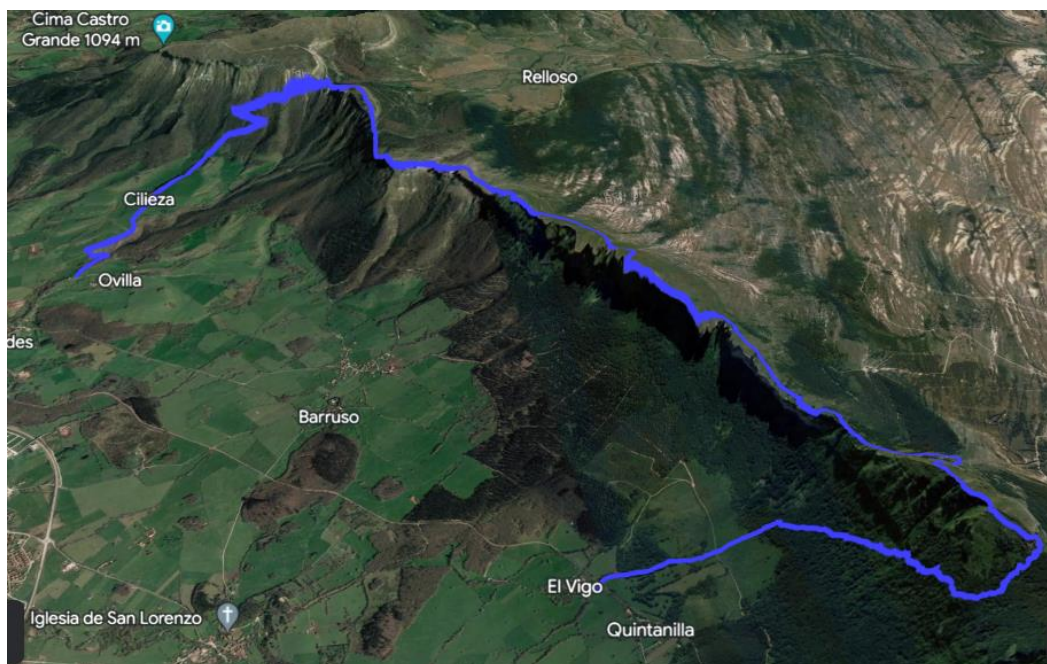 Cima Castro
Grande 1094 m
Relloso
Cilieza
Ovilla
des
Barruso
El Vigo
Iglesia de San Lorenzo
Quintanilla